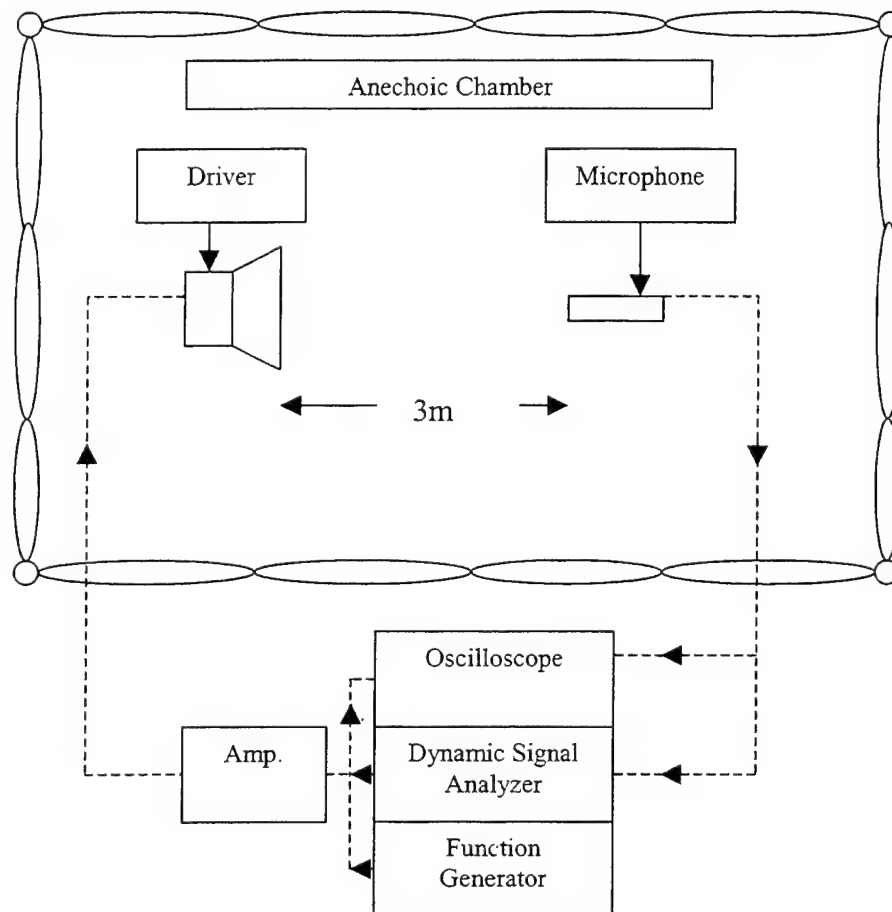 Anechoic Chamber
Driver
Microphone
3m
Oscilloscope
Amp.
Dynamic Signal
Analyzer
Function
Generator